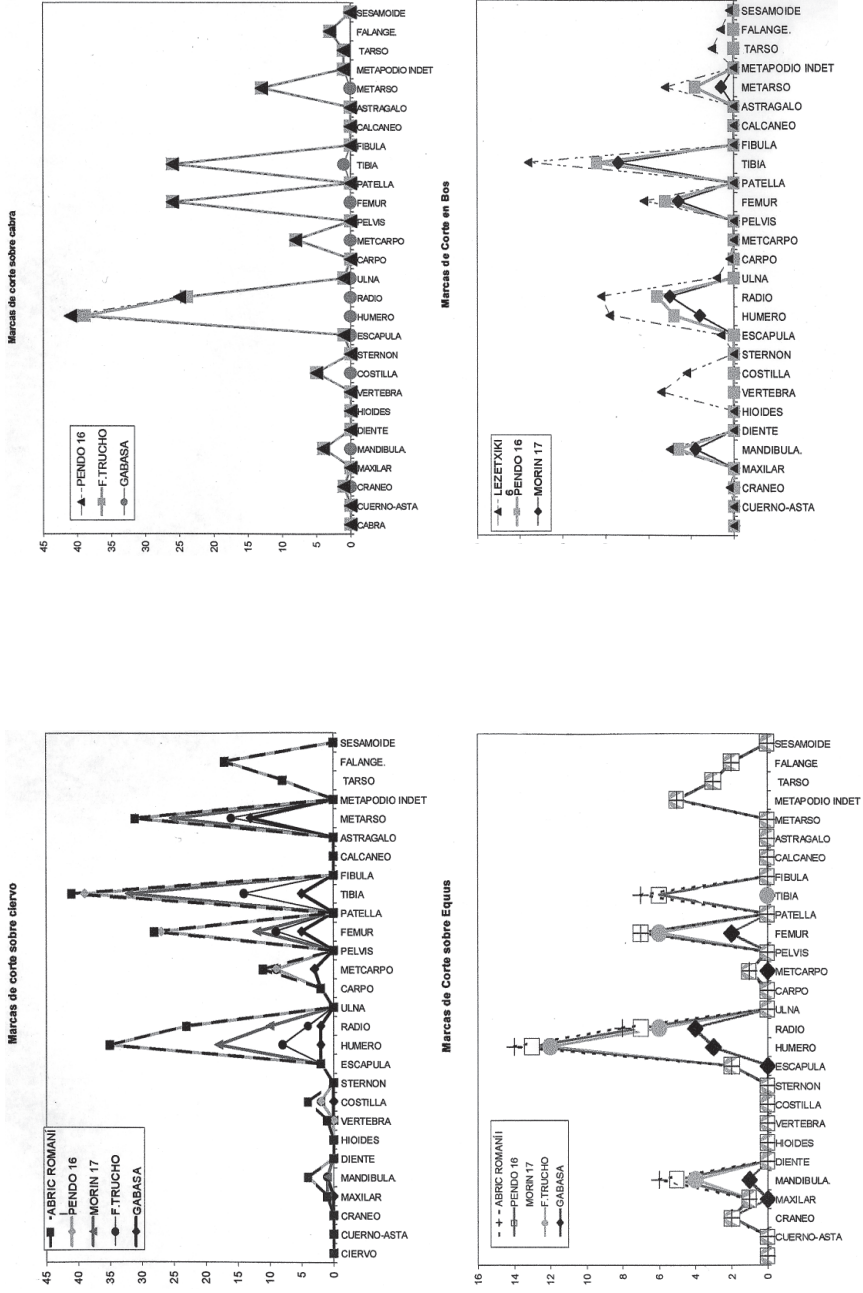 Marcas de corte sobre cabra
PENDO 16
F.TRUCHO
GABASA
45
40
35
30
25
20
15
10
5
0
SESAMOIDE
FALANGE.
TARSO
METAPODIO INDET
METARSO
ASTRAGALO
CALCANEO
FIBULA
TIBIA
PATELLA
FEMUR
PELVIS
METCARPO
CARPO
ULNA
RADIO
HUMERO
ESCAPULA
STERNON
COSTILLA
VERTEBRA
HIOIDES
DIENTE
MANDIBULA.
MAXILAR
CRANEO
CUERNO-ASTA
CABRA
Marcas de Corte en Bos
LEZETXIKI
6
PENDO 16
MORIN 17
SESAMOIDE
FALANGE.
TARSO
METAPODIO INDET
METARSO
ASTRAGALO
CALCANEO
FIBULA
TIBIA
PATELLA
FEMUR
PELVIS
METCARPO
CARPO
ULNA
RADIO
HUMERO
ESCAPULA
STERNON
COSTILLA
VERTEBRA
HIOIDES
DIENTE
MANDIBULA.
MAXILAR
CRANEO
CUERNO-ASTA
Marcas de corte sobre ciervo
ABRIC ROMANÍ
I
PENDO 16
MORIN 17
F.TRUCHO
GABASA
45
40
35
30
25
20
15
10
5
0
SESAMOIDE
FALANGE.
TARSO
METAPODIO INDET
METARSO
ASTRAGALO
CALCANEO
FIBULA
TIBIA
PATELLA
FEMUR
PELVIS
METCARPO
CARPO
ULNA
RADIO
HUMERO
ESCAPULA
STERNON
COSTILLA
VERTEBRA
HIOIDES
DIENTE
MANDIBULA.
MAXILAR
CRANEO
CUERNO-ASTA
CIERVO
Marcas de Corte sobre Equus
ABRIC ROMANÍ I
PENDO 16
MORIN 17
F.TRUCHO
GABASA
16
14
12
10
8
6
4
2
0
SESAMOIDE
FALANGE
TARSO
METAPODIO INDET
METARSO
ASTRAGALO
CALCANEO
FIBULA
TIBIA
PATELLA
FEMUR
PELVIS
METCARPO
CARPO
ULNA
RADIO
HUMERO
ESCAPULA
STERNON
COSTILLA
VERTEBRA
HIOIDES
DIENTE
MANDIBULA.
MAXILAR
CRANEO
CUERNO-ASTA